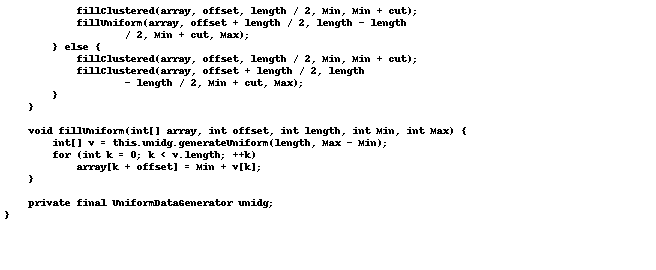 fillClustered(array, offset, length / 2, Min, Min + cut);
fillUniform(array, offset + length / 2, length - length
/ 2, Min + cut, Max);
} else {
fillClustered(array, offset, length / 2, Min, Min + cut);
fillClustered(array, offset + length / 2, length
- length / 2, Min + cut, Max);
}
}
void fillUniform(int[] array, int offset, int length, int Min, int Max) {
int[] v = this.unidg.generateUniform(length, Max - Min);
for (int k = 0; k < v.length; ++k)
array[k + offset] = Min + v[k];
}
private final UniformDataGenerator unidg;
}